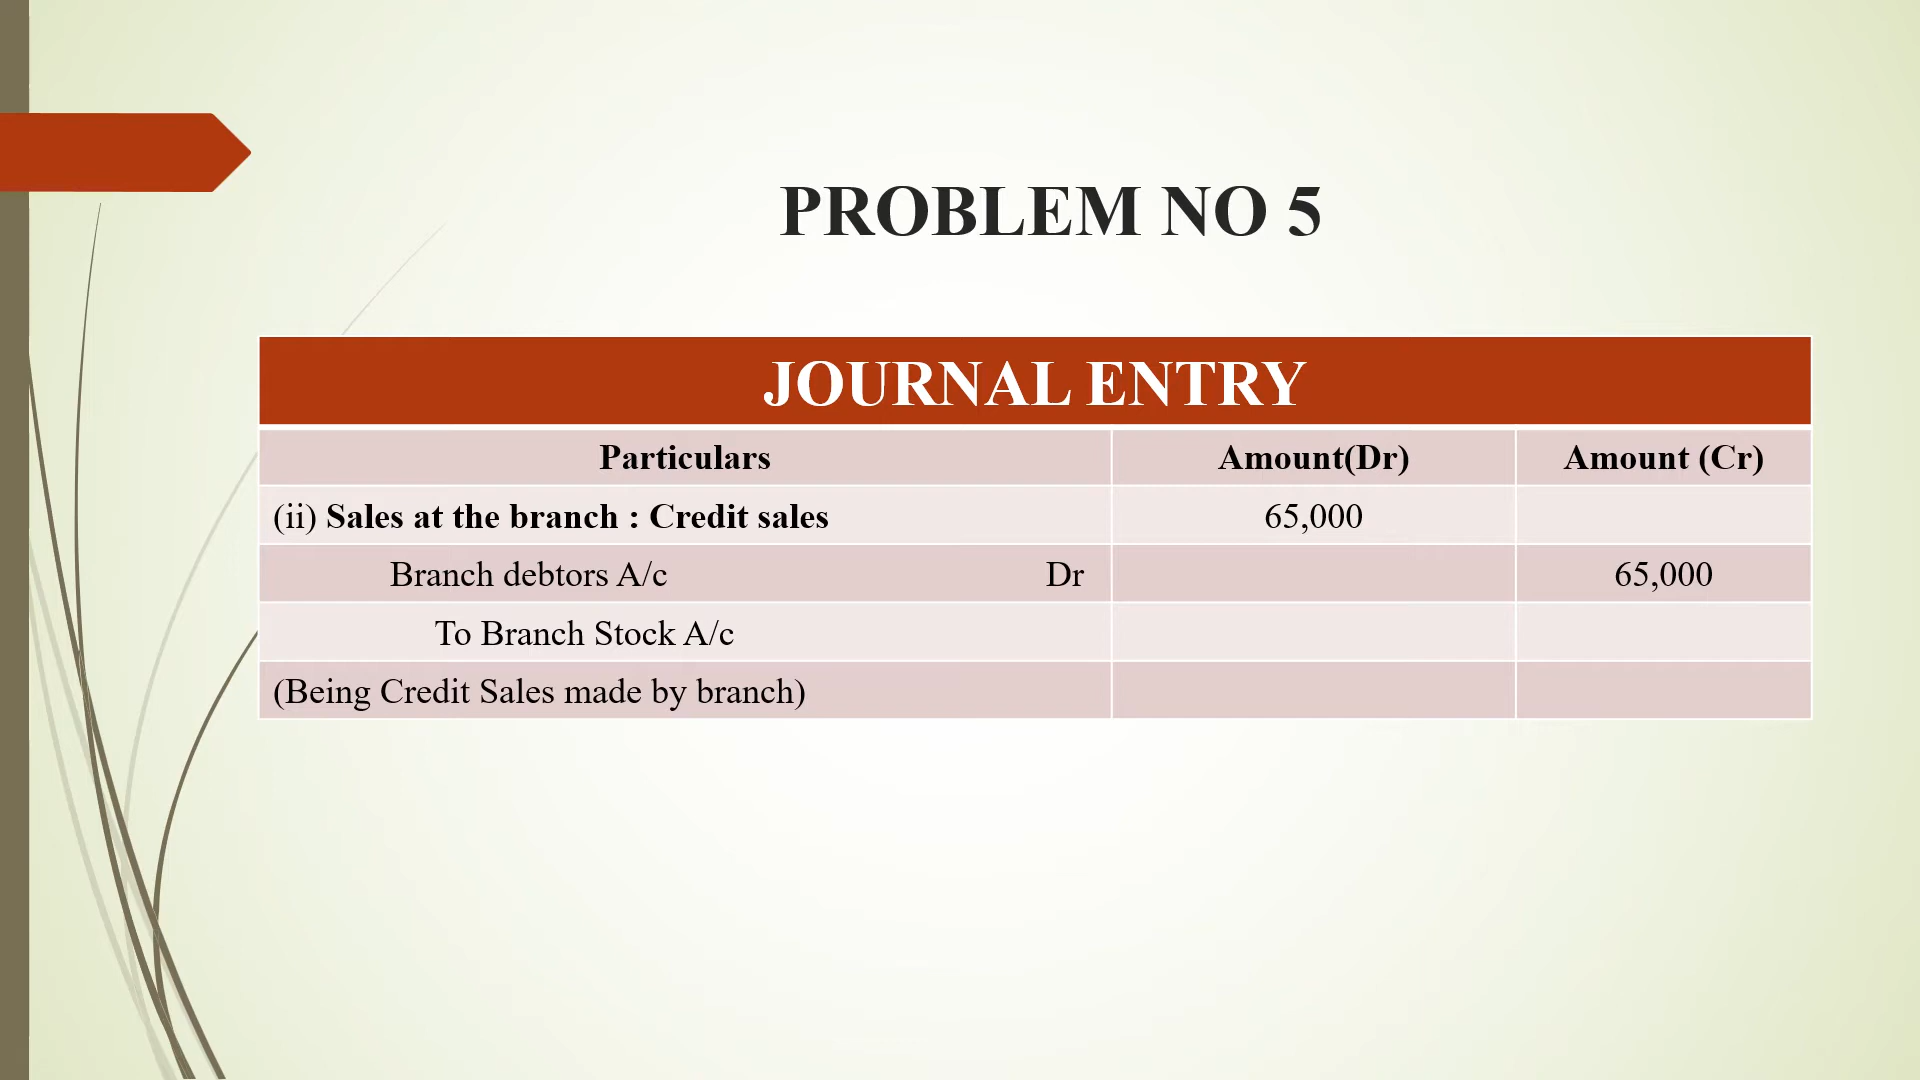 PROBLEM NO 5
JOURNAL ENTRY
Particulars Amount(Dr) Amount (Cr)
(ii) Sales at the branch : Credit sales 65,000
Branch debtors A/c Dr 65,000
To Branch Stock A/c
(Being Credit Sales made by branch)